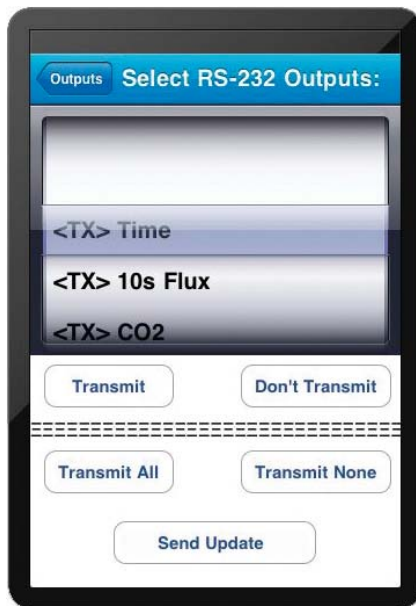 Outputs Select RS-232 Outputs:
<TX> Time
<TX> 10s Flux
<TX> CO2
Transmit Don't Transmit
Transmit All Transmit None
Send Update